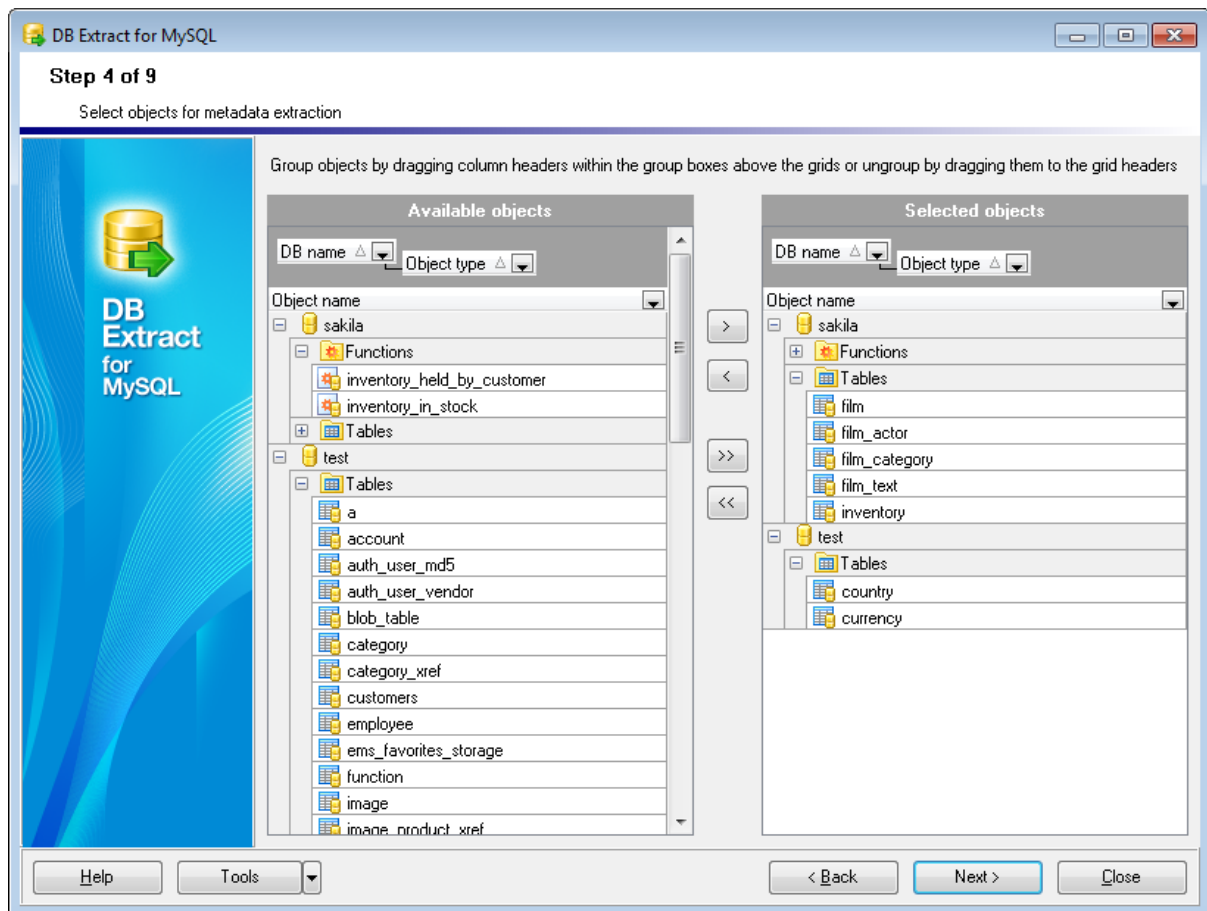 DB Extract for MySQL
Step 4 of 9
Select objects for metadata extraction
Group objects by dragging column headers within the group boxes above the grids or ungroup by dragging them to the grid headers
DB
Extract
for
MySQL
Available objects
DB name
Object type
Object name
sakila
Functions
inventory_held_by_customer
inventory_in_stock
Tables
test
Tables
a
account
auth_user_md5
auth_user_vendor
blob_table
category
category_xref
customers
employee
ems_favorites_storage
function
image
image_product_xref
>
<
>>
<<
Selected objects
DB name
Object type
Object name
sakila
Functions
Tables
film
film_actor
film_category
film_text
inventory
test
Tables
country
currency
Help
Tools
< Back
Next >
Close